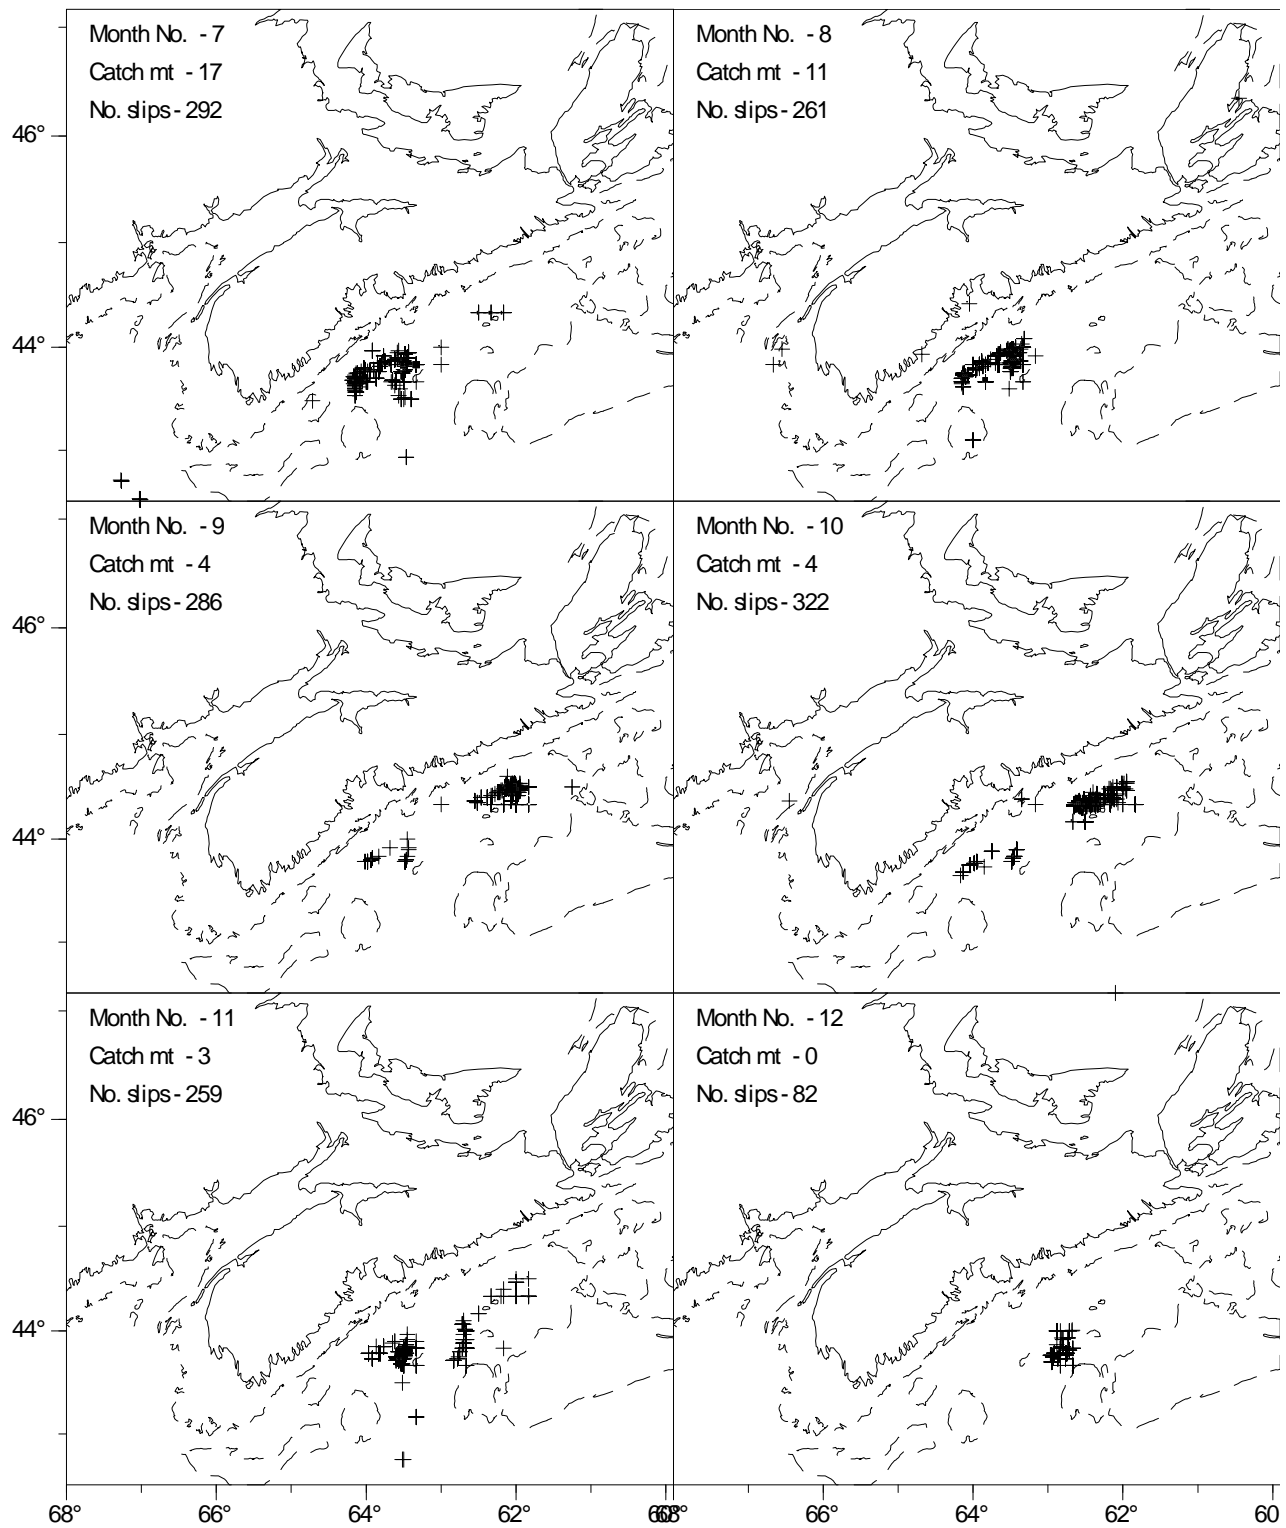 Month No. - 7
Catch mt - 17
No. slips - 292
Month No. - 8
Catch mt - 11
No. slips - 261
46°
44°
Month No. - 9
Catch mt - 4
No. slips - 286
Month No. - 10
Catch mt - 4
No. slips - 322
46°
44°
Month No. - 11
Catch mt - 3
No. slips - 259
Month No. - 12
Catch mt - 0
No. slips - 82
46°
44°
68° 66° 64° 62° 60° 68° 66° 64° 62° 60